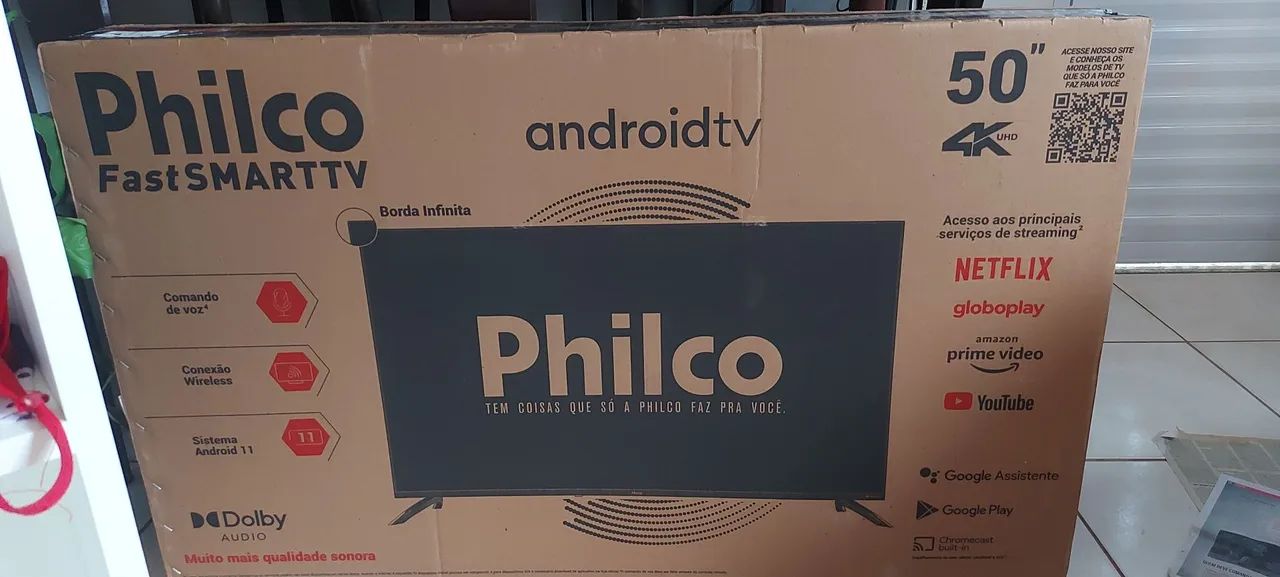 Philco
FastSMARTTV
androidtv
50"
4K UHD
ACESSE NOSSO SITE
E CONHEÇA OS
MODELOS DE TV
QUE SÓ A PHILCO
FAZ PARA VOCÊ
Borda Infinita
Comando
de voz⁴
Conexão
Wireless
11
Sistema
Android 11
Dolby
AUDIO
Muito mais qualidade sonora
Philco
TEM COISAS QUE SÓ A PHILCO FAZ PRA VOCÊ.
Acesso aos principais
serviços de streaming²
NETFLIX
globoplay
amazon
prime video
YouTube
Google Assistente
Google Play
Chromecast
built-in